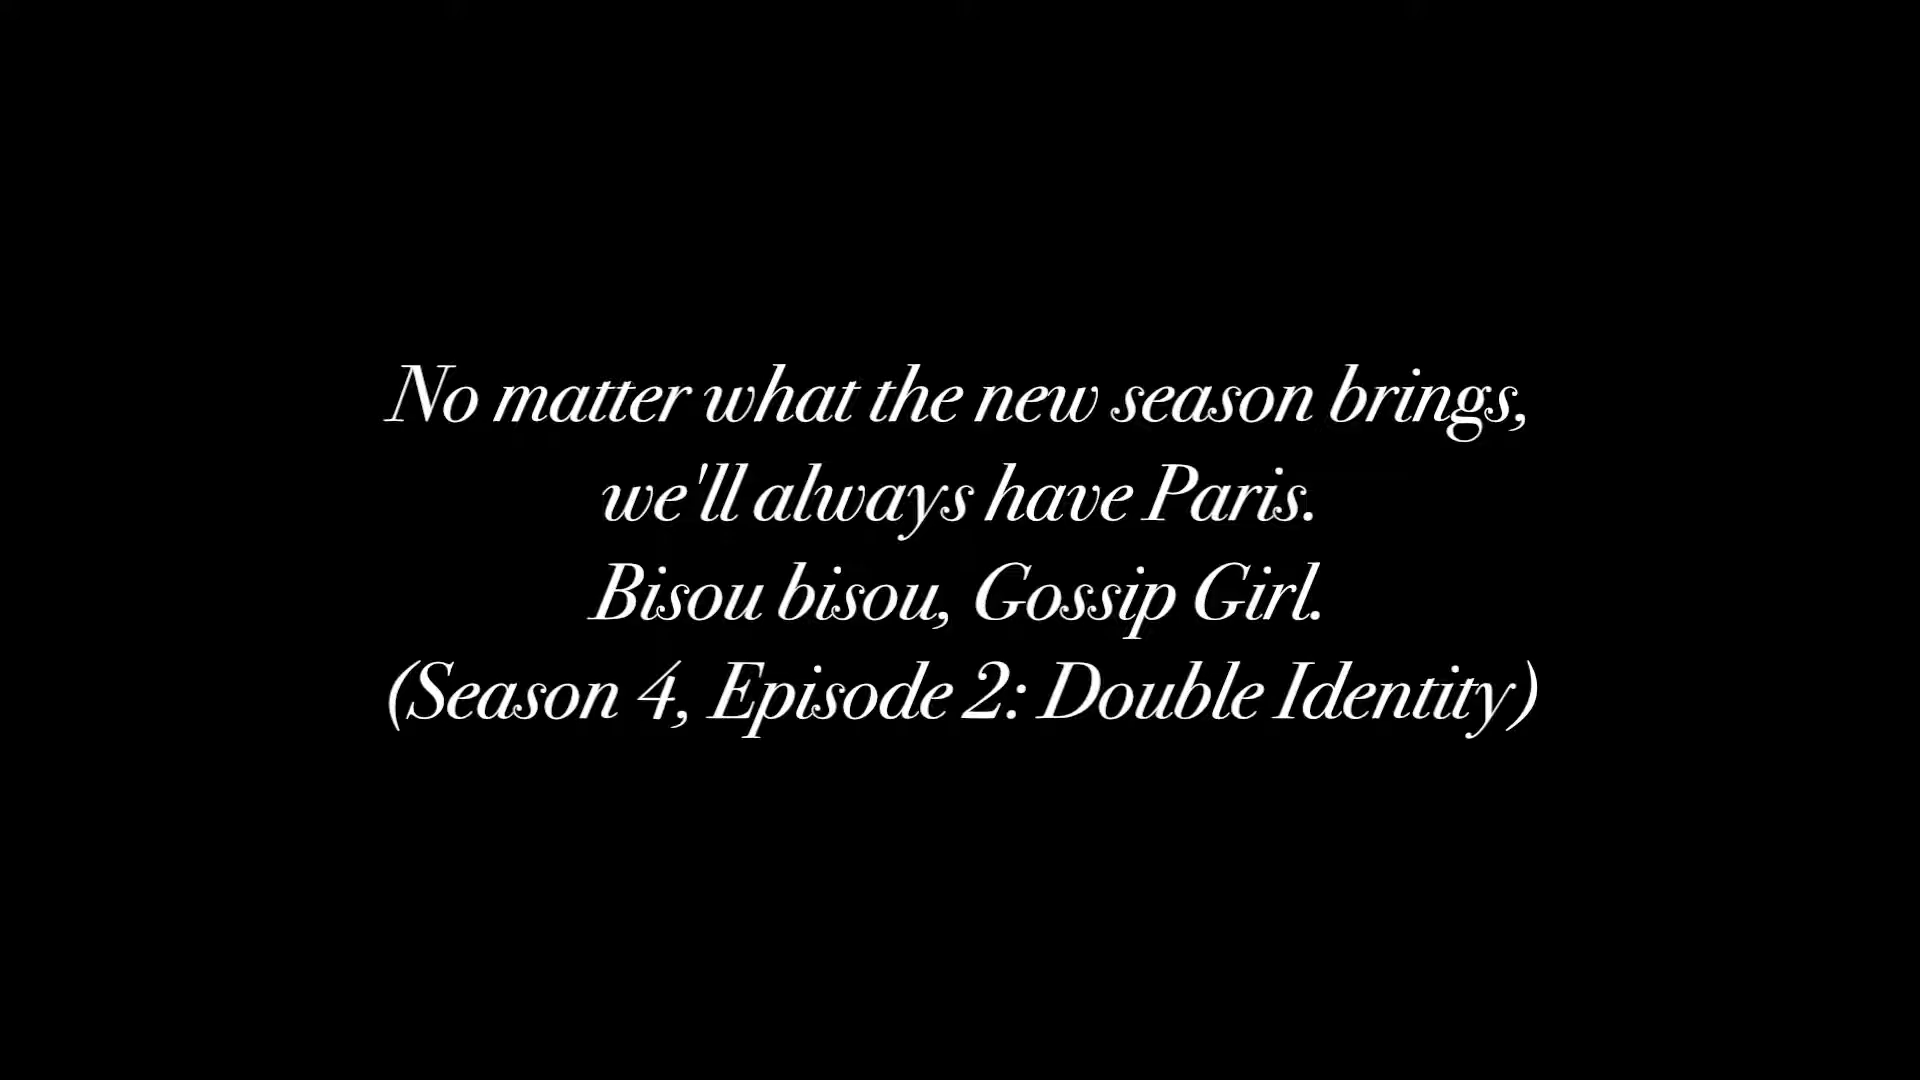 No matter what the new season brings,
we'll always have Paris.
Bisou bisou, Gossip Girl.
(Season 4, Episode 2: Double Identity)